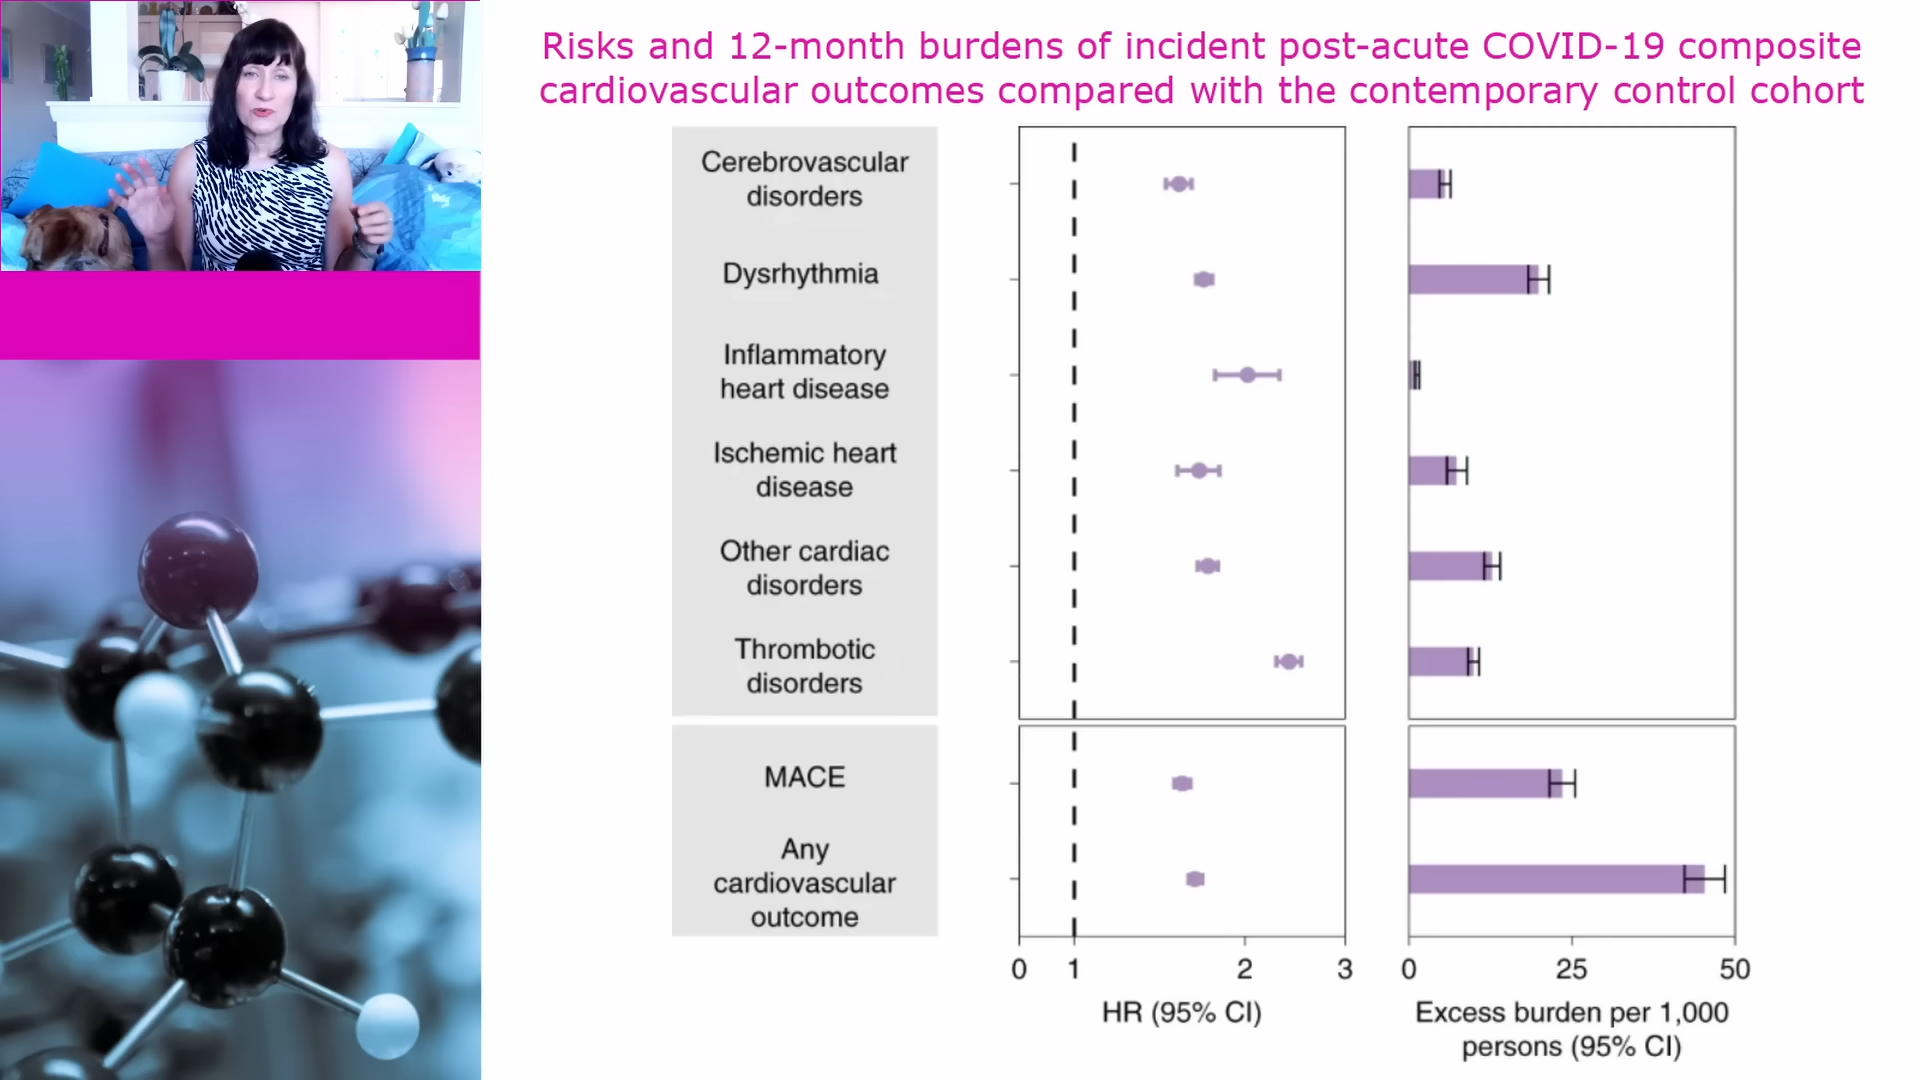 Risks and 12-month burdens of incident post-acute COVID-19 composite
cardiovascular outcomes compared with the contemporary control cohort
Cerebrovascular
disorders
Dysrhythmia
Inflammatory
heart disease
Ischemic heart
disease
Other cardiac
disorders
Thrombotic
disorders
MACE
Any
cardiovascular
outcome
0 1 2 3
HR (95% CI)
0 25 50
Excess burden per 1,000
persons (95% CI)